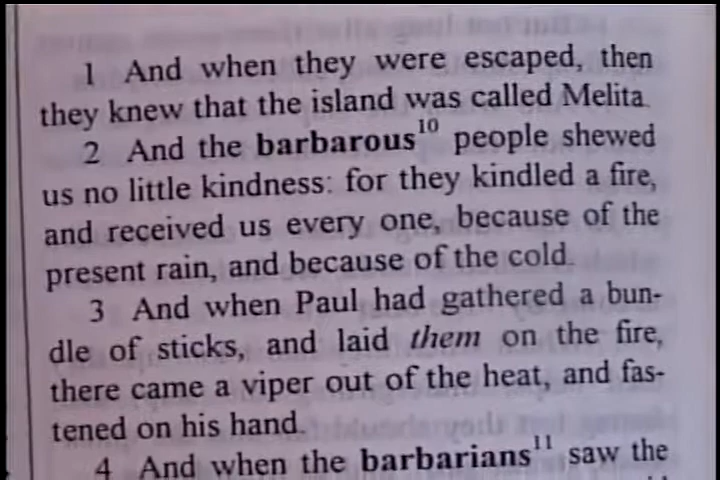 1 And when they were escaped, then
they knew that the island was called Melita.
2 And the barbarous10 people shewed
us no little kindness: for they kindled a fire,
and received us every one, because of the
present rain, and because of the cold.
3 And when Paul had gathered a bun-
dle of sticks, and laid them on the fire,
there came a viper out of the heat, and fas-
tened on his hand.
4 And when the barbarians11 saw the